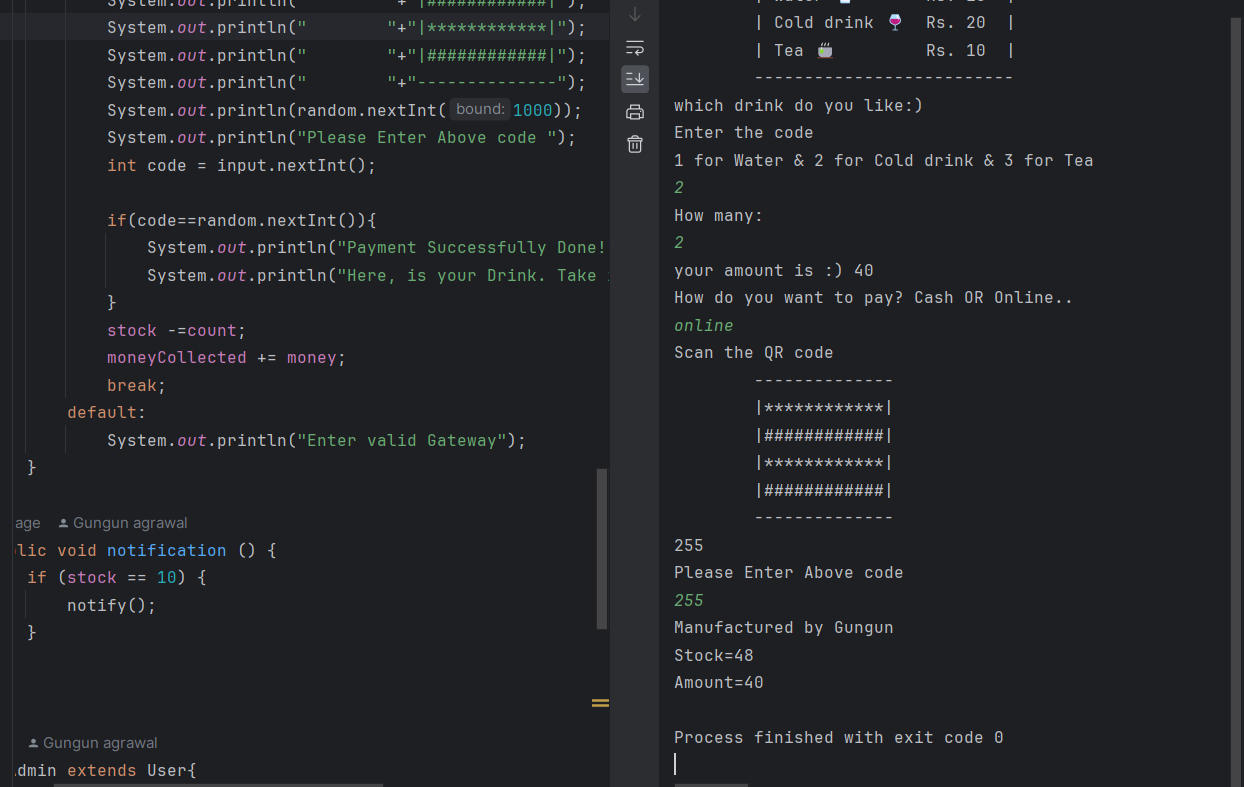 System.out.println("        "+"|############|");
System.out.println("        "+"|************|");
System.out.println("        "+"|############|");
System.out.println("        "+"--------------");
System.out.println(random.nextInt( bound: 1000));
System.out.println("Please Enter Above code ");
int code = input.nextInt();
if(code==random.nextInt()){
System.out.println("Payment Successfully Done!
System.out.println("Here, is your Drink. Take
}
stock -=count;
moneyCollected += money;
break;
default:
System.out.println("Enter valid Gateway");
}
age Gungun agrawal
lic void notification () {
if (stock == 10) {
notify();
}
Gungun agrawal
dmin extends User{
| Cold drink 🍷 Rs. 20 |
| Tea 🍵 Rs. 10 |
--------------------------
which drink do you like:)
Enter the code
1 for Water & 2 for Cold drink & 3 for Tea
2
How many:
2
your amount is :) 40
How do you want to pay? Cash OR Online..
online
Scan the QR code
--------------
|************|
|############|
|************|
|############|
--------------
255
Please Enter Above code
255
Manufactured by Gungun
Stock=48
Amount=40
Process finished with exit code 0